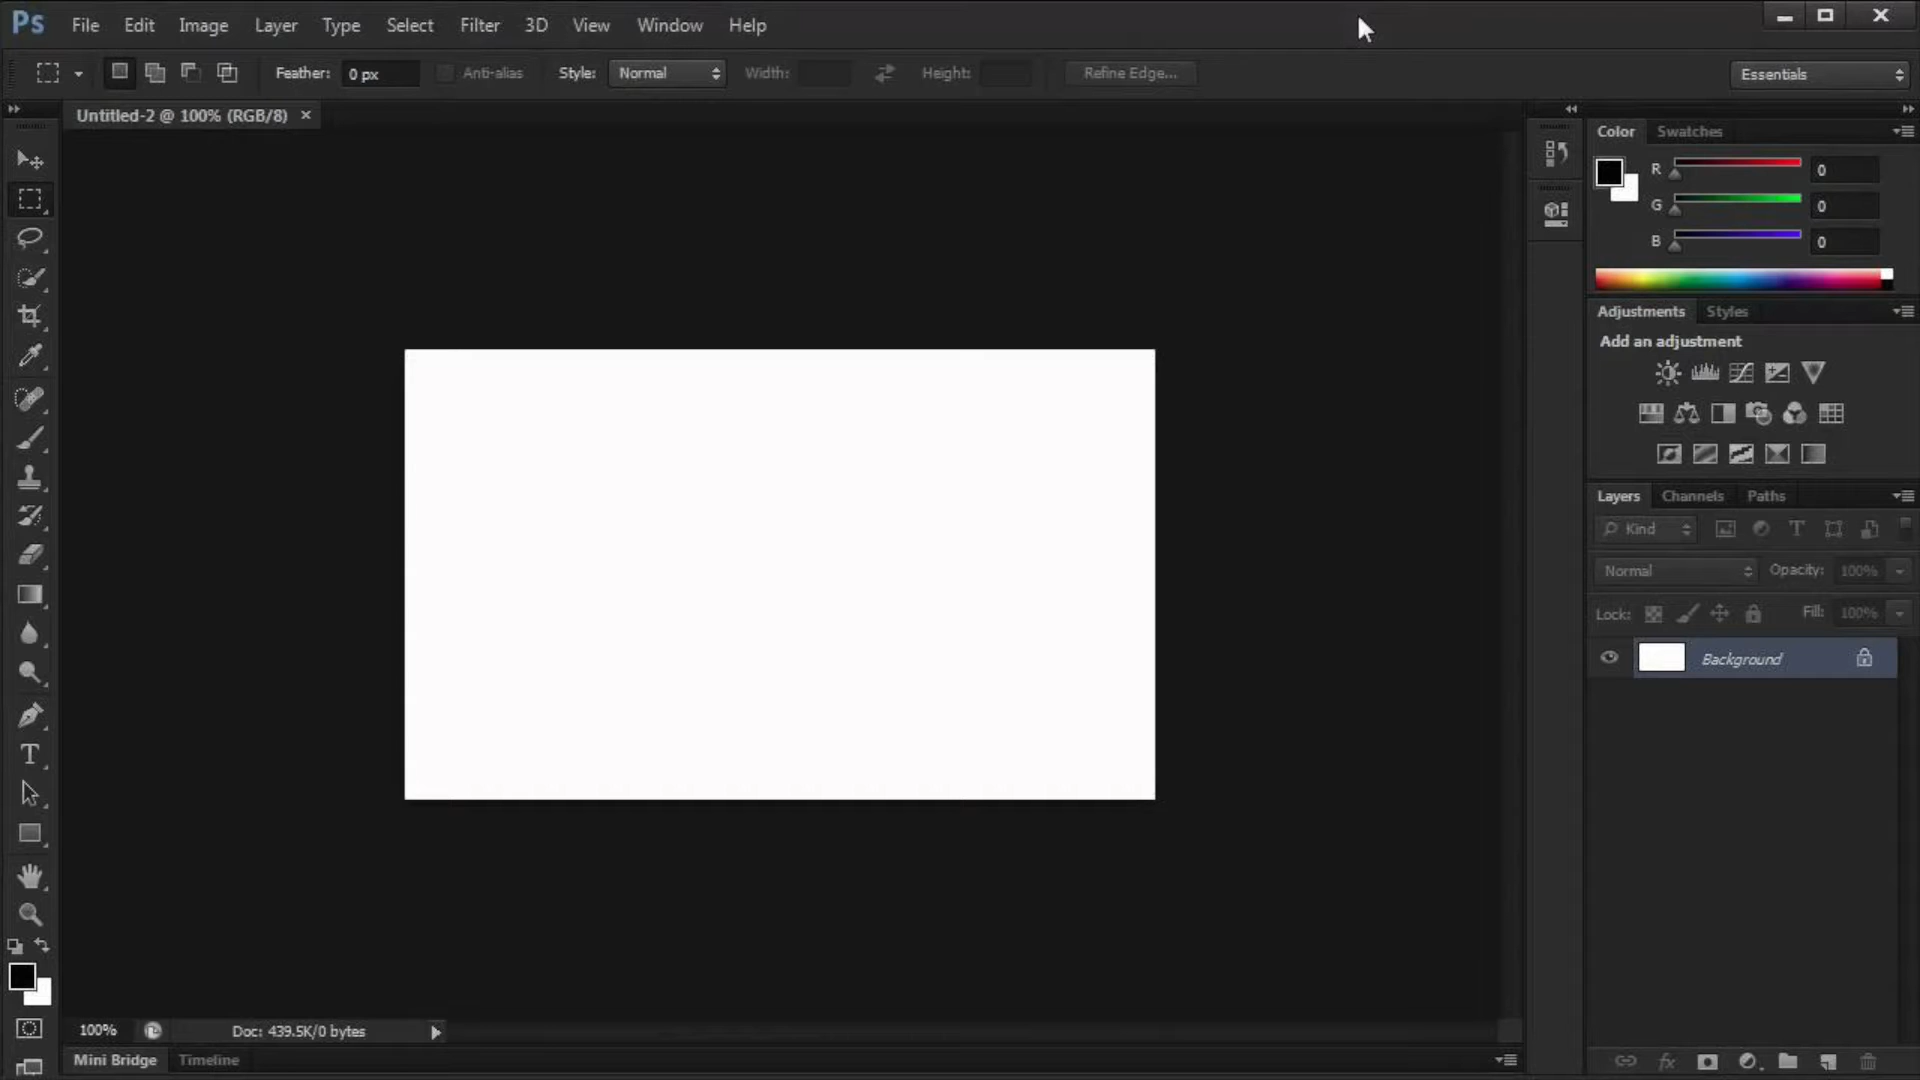 Ps File Edit Image Layer Type Select Filter 3D View Window Help
Feather: 0 px Anti-alias Style: Normal Width: Height: Refine Edge... Essentials
Untitled-2 @ 100% (RGB/8) ×
Color Swatches
R 0
G 0
B 0
Adjustments Styles
Add an adjustment
Layers Channels Paths
Kind
Normal Opacity: 100%
Lock: Fill: 100%
Background
T
100% Doc: 439.5K/0 bytes
Mini Bridge Timeline
fx